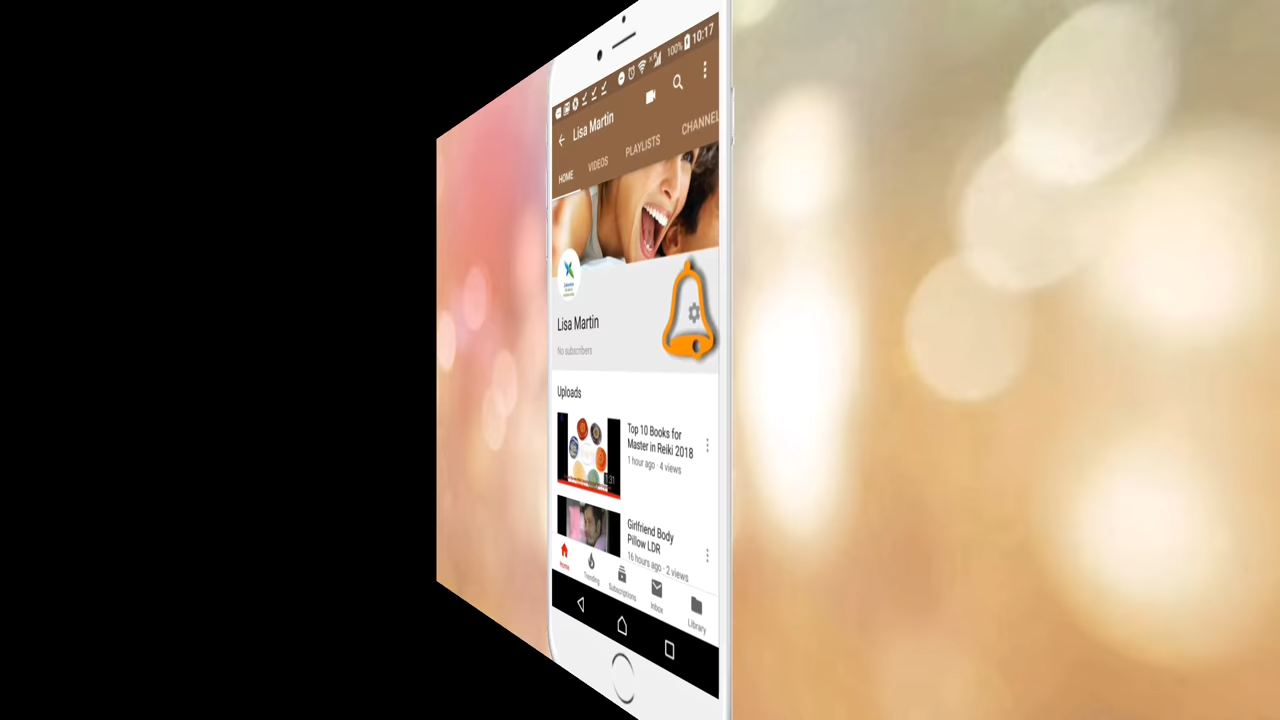 100% 10:17
Lisa Martin
HOME VIDEOS PLAYLISTS CHANNEL
Lisa Martin
No subscribers
Uploads
Top 10 Books for
Master in Reiki 2018
1 hour ago · 4 views
1:31
Girlfriend Body
Pillow LDR
16 hours ago · 2 views
Home Trending Subscriptions Inbox Library